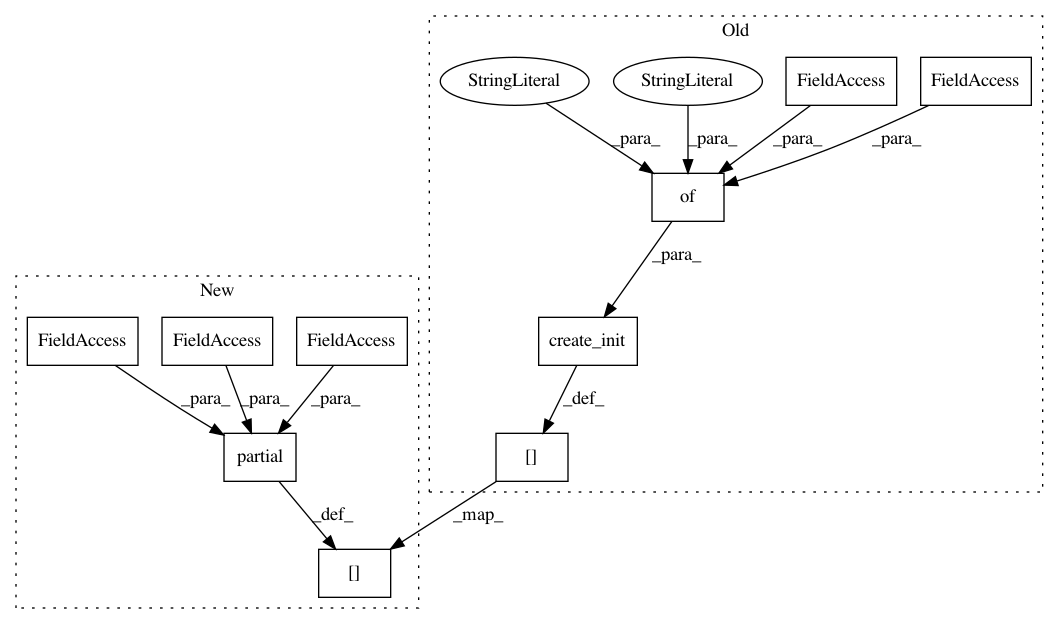 Old
StringLiteral StringLiteral FieldAccess FieldAccess
_para_ _para_ _para_ _para_
of
_para_
New
FieldAccess FieldAccess FieldAccess create_init
_para_ _para_ _para_ _def_
partial []
_def_ _map_
[]